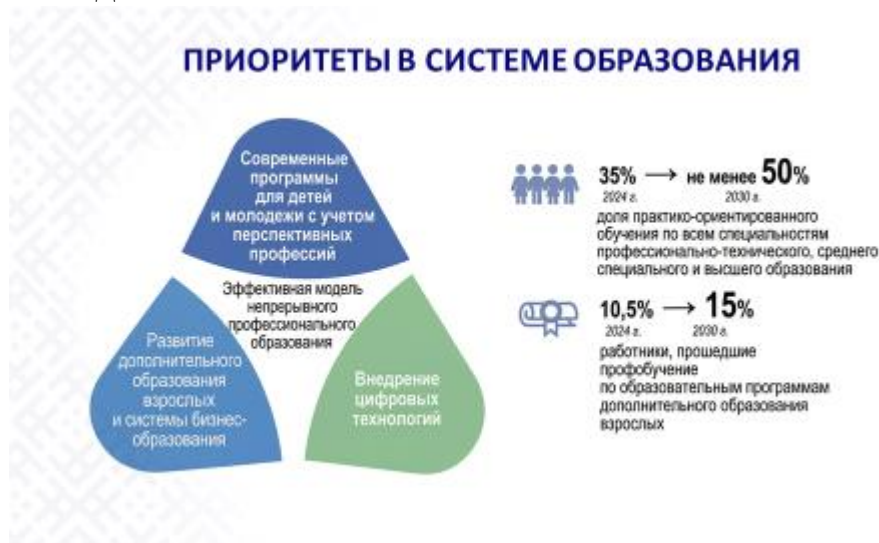 ПРИОРИТЕТЫ В СИСТЕМЕ ОБРАЗОВАНИЯ
Современные
программы
для детей
и молодежи с учетом
перспективных
профессий
Эффективная модель
непрерывного
профессионального
образования
Развитие
дополнительного
образования
взрослых
и системы бизнес-
образования
Внедрение
цифровых
технологий
35% → не менее 50%
2024 г. 2030 г.
доля практико-ориентированного
обучения по всем специальностям
профессионально-технического, среднего
специального и высшего образования
10,5% → 15%
2024 г. 2030 г.
работники, прошедшие
профобучение
по образовательным программам
дополнительного образования
взрослых